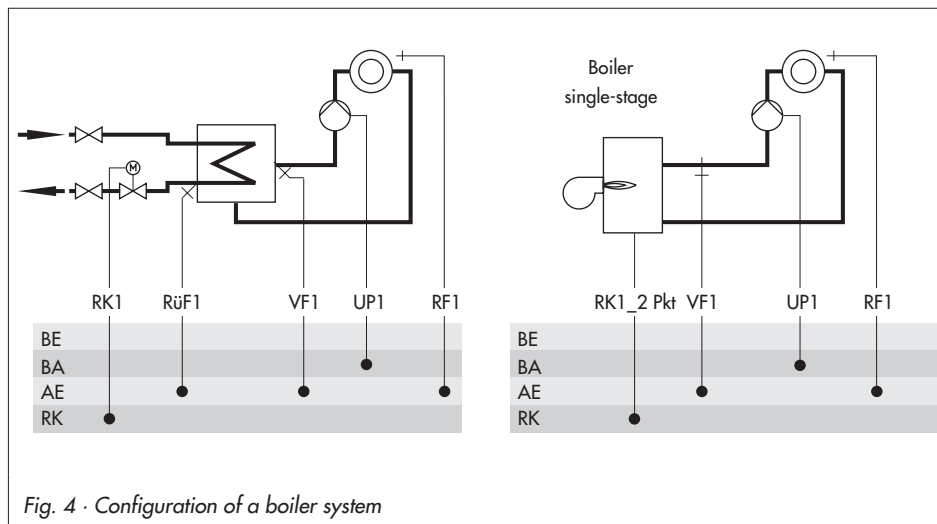 Boiler
single-stage
M
RK1 RüF1 VF1 UP1 RF1
BE
BA
AE
RK
RK1_2 Pkt VF1 UP1 RF1
BE
BA
AE
RK
Fig. 4 · Configuration of a boiler system